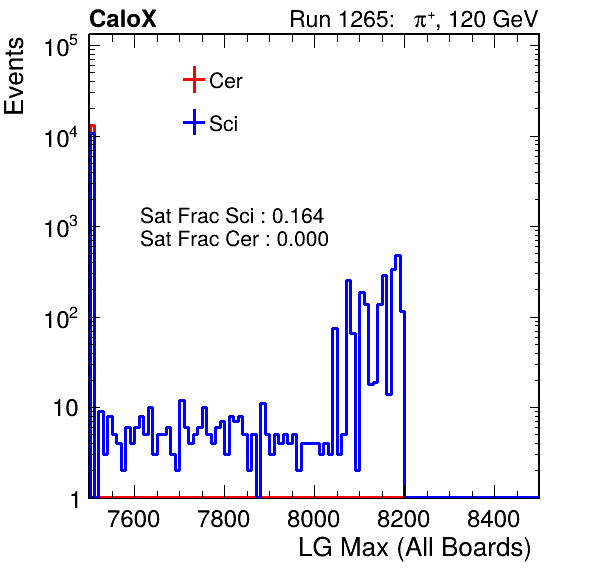 CaloX Run 1265: π⁺, 120 GeV
Events
10⁵
10⁴
10³
10²
10
1
Cer
Sci
Sat Frac Sci : 0.164
Sat Frac Cer : 0.000
7600 7800 8000 8200 8400
LG Max (All Boards)